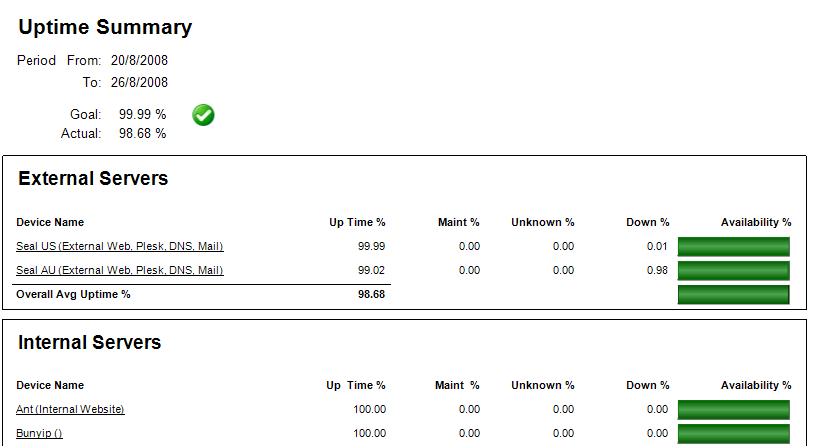 Uptime Summary
Period From: 20/8/2008
To: 26/8/2008
Goal: 99.99 %
Actual: 98.68 %
External Servers
Device Name Up Time % Maint % Unknown % Down % Availability %
Seal US (External Web, Plesk, DNS, Mail) 99.99 0.00 0.00 0.01
Seal AU (External Web, Plesk, DNS, Mail) 99.02 0.00 0.00 0.98
Overall Avg Uptime % 98.68
Internal Servers
Device Name Up Time % Maint % Unknown % Down % Availability %
Ant (Internal Website) 100.00 0.00 0.00 0.00
Bunyip () 100.00 0.00 0.00 0.00